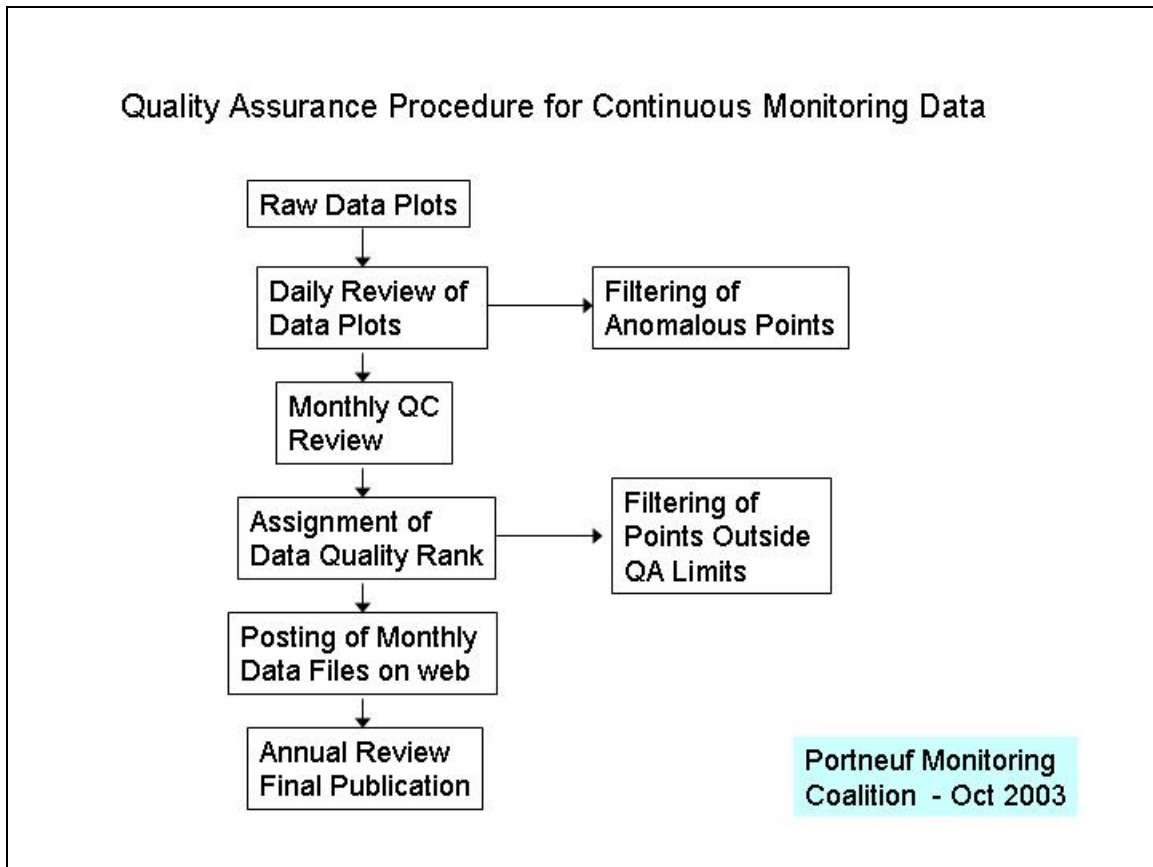 Quality Assurance Procedure for Continuous Monitoring Data
Raw Data Plots
Daily Review of
Data Plots
Filtering of
Anomalous Points
Monthly QC
Review
Assignment of
Data Quality Rank
Filtering of
Points Outside
QA Limits
Posting of Monthly
Data Files on web
Annual Review
Final Publication
Portneuf Monitoring
Coalition - Oct 2003